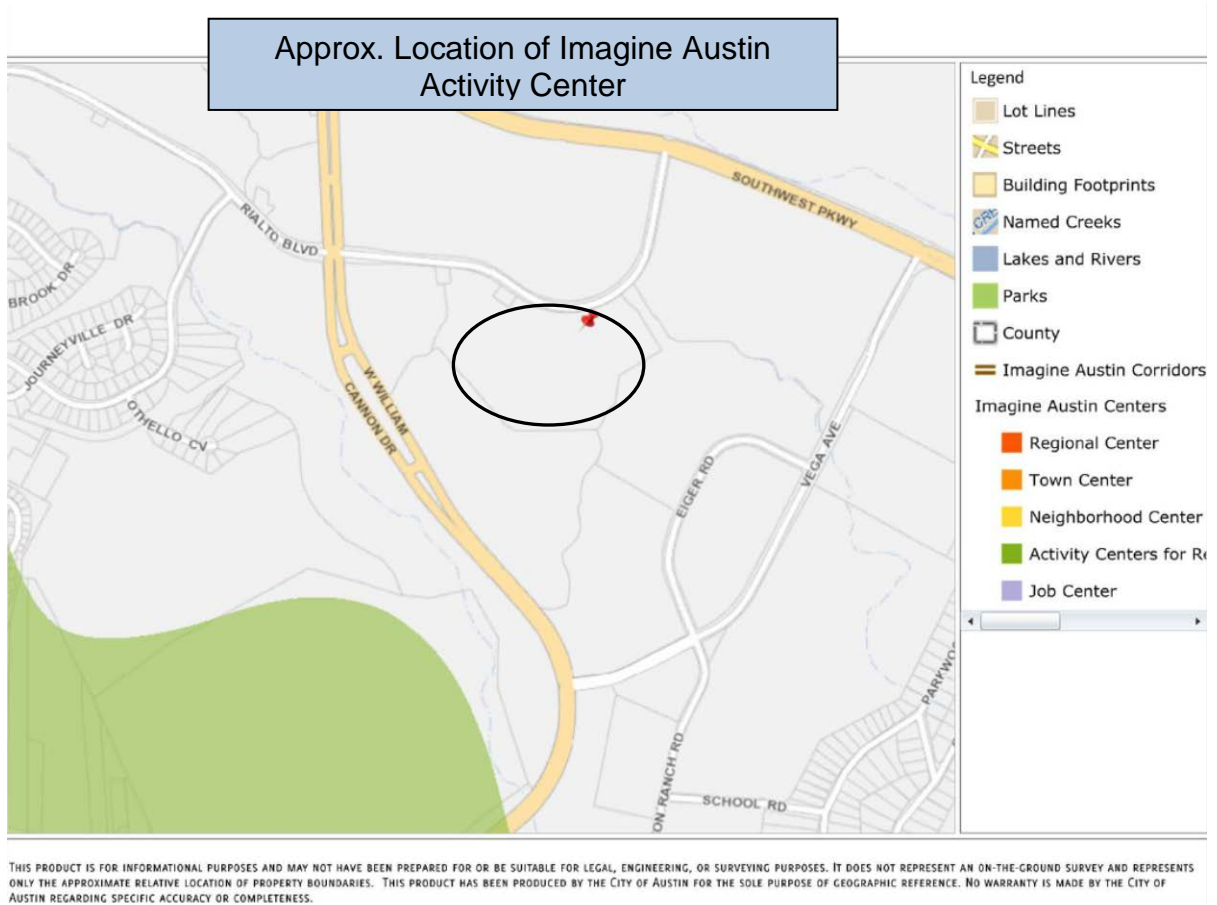 Approx. Location of Imagine Austin
Activity Center
Legend
Lot Lines
Streets
Building Footprints
Named Creeks
Lakes and Rivers
Parks
County
Imagine Austin Corridors
Imagine Austin Centers
Regional Center
Town Center
Neighborhood Center
Activity Centers for Re
Job Center
SOUTHWEST PKWY
RIALTO BLVD
BROOK DR
JOURNEYVILLE DR
OTHELLO CV
W WILLIAM
CANNON DR
EIGER RD
VEGA AVE
PARKWO
ON RANCH RD
SCHOOL RD
THIS PRODUCT IS FOR INFORMATIONAL PURPOSES AND MAY NOT HAVE BEEN PREPARED FOR OR BE SUITABLE FOR LEGAL, ENGINEERING, OR SURVEYING PURPOSES. IT DOES NOT REPRESENT AN ON-THE-GROUND SURVEY AND REPRESENTS
ONLY THE APPROXIMATE RELATIVE LOCATION OF PROPERTY BOUNDARIES. THIS PRODUCT HAS BEEN PRODUCED BY THE CITY OF AUSTIN FOR THE SOLE PURPOSE OF GEOGRAPHIC REFERENCE. NO WARRANTY IS MADE BY THE CITY OF
AUSTIN REGARDING SPECIFIC ACCURACY OR COMPLETENESS.